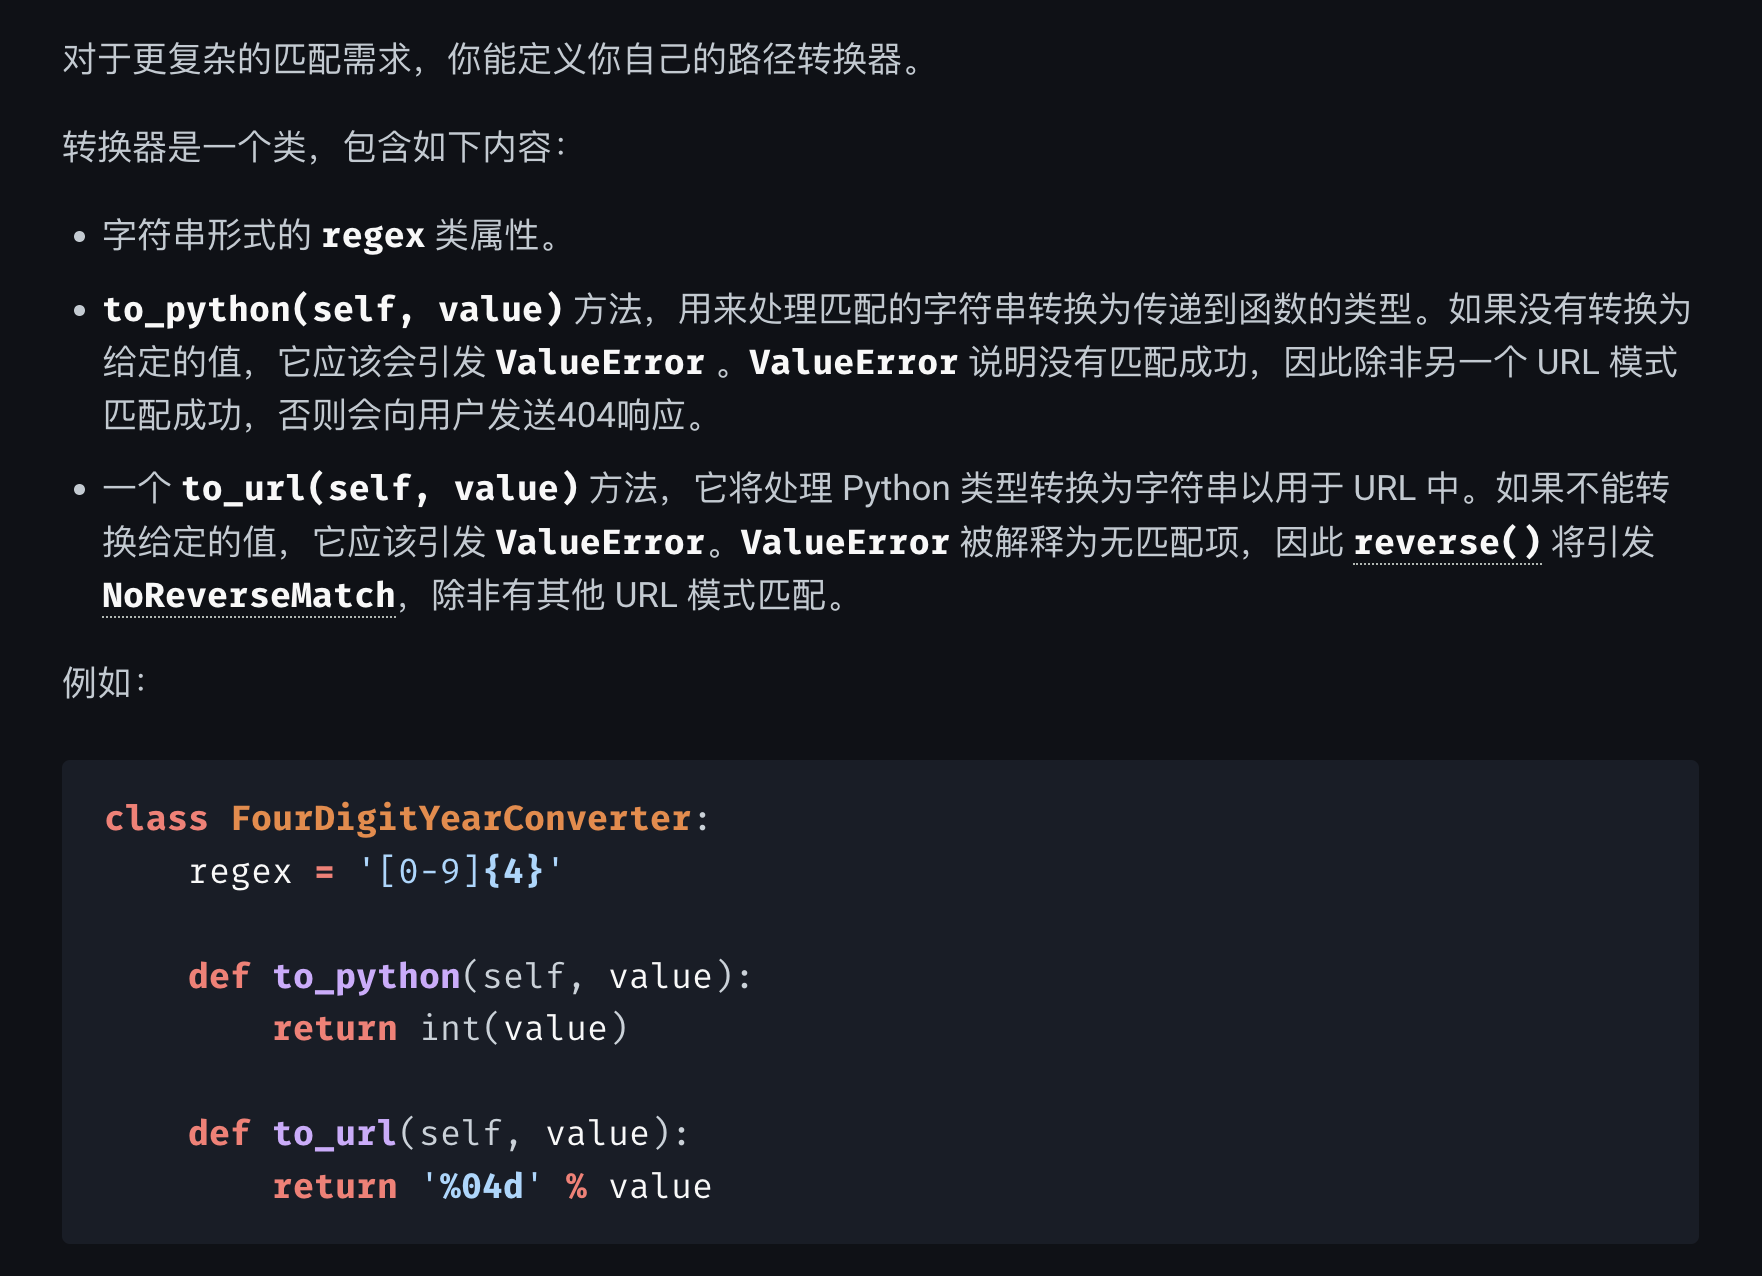 对于更复杂的匹配需求，你能定义你自己的路径转换器。
转换器是一个类，包含如下内容：
• 字符串形式的 regex 类属性。
• to_python(self, value) 方法，用来处理匹配的字符串转换为传递到函数的类型。如果没有转换为
给定的值，它应该会引发 ValueError 。ValueError 说明没有匹配成功，因此除非另一个 URL 模式
匹配成功，否则会向用户发送404响应。
• 一个 to_url(self, value) 方法，它将处理 Python 类型转换为字符串以用于 URL 中。如果不能转
换给定的值，它应该引发 ValueError。ValueError 被解释为无匹配项，因此 reverse() 将引发
NoReverseMatch，除非有其他 URL 模式匹配。
例如：
class FourDigitYearConverter:
    regex = '[0-9]{4}'
    def to_python(self, value):
        return int(value)
    def to_url(self, value):
        return '%04d' % value